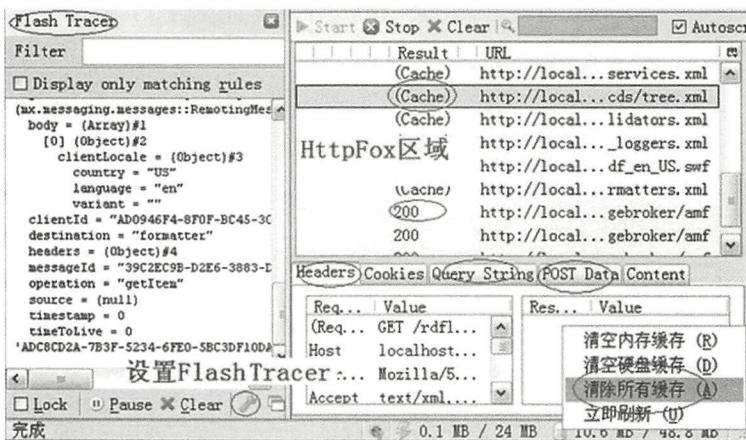 Flash Tracer
Filter
Display only matching rules
(mx.messaging.messages::RemotingMes
body = (Array)#1
[0] (Object)#2
clientLocale = (Object)#3
country = "US"
language = "en"
variant = ""
clientId = "AD0946F4-8F0F-BC45-3C
destination = "formatter"
headers = (Object)#4
messageId = "39C2EC9B-D2E6-3883-D
operation = "getItem"
source = (null)
timestamp = 0
timeToLive = 0
'ADC8CD2A-7B3F-5234-6FE0-5BC3DF10DA
设置FlashTracer
Lock Pause Clear
完成
Start Stop Clear Autoscr
Result URL
(Cache) http://local...services.xml
(Cache) http://local...cds/tree.xml
(Cache) http://local...lidators.xml
HttpFox区域
http://local..._loggers.xml
http://local...df_en_US.swf
(Cache) http://local...rmatters.xml
200 http://local...gebroker/amf
200 http://local...gebroker/amf
Headers Cookies Query String POST Data Content
Req... Value
(Req... GET /rdfl...
Host localhost...
... Mozilla/5...
Accept text/xml,...
Res... Value
清空内存缓存 (R)
清空硬盘缓存 (D)
清除所有缓存 (A)
立即刷新 (U)
0.1 MB / 24 MB
10.6 MB / 48.8 MB